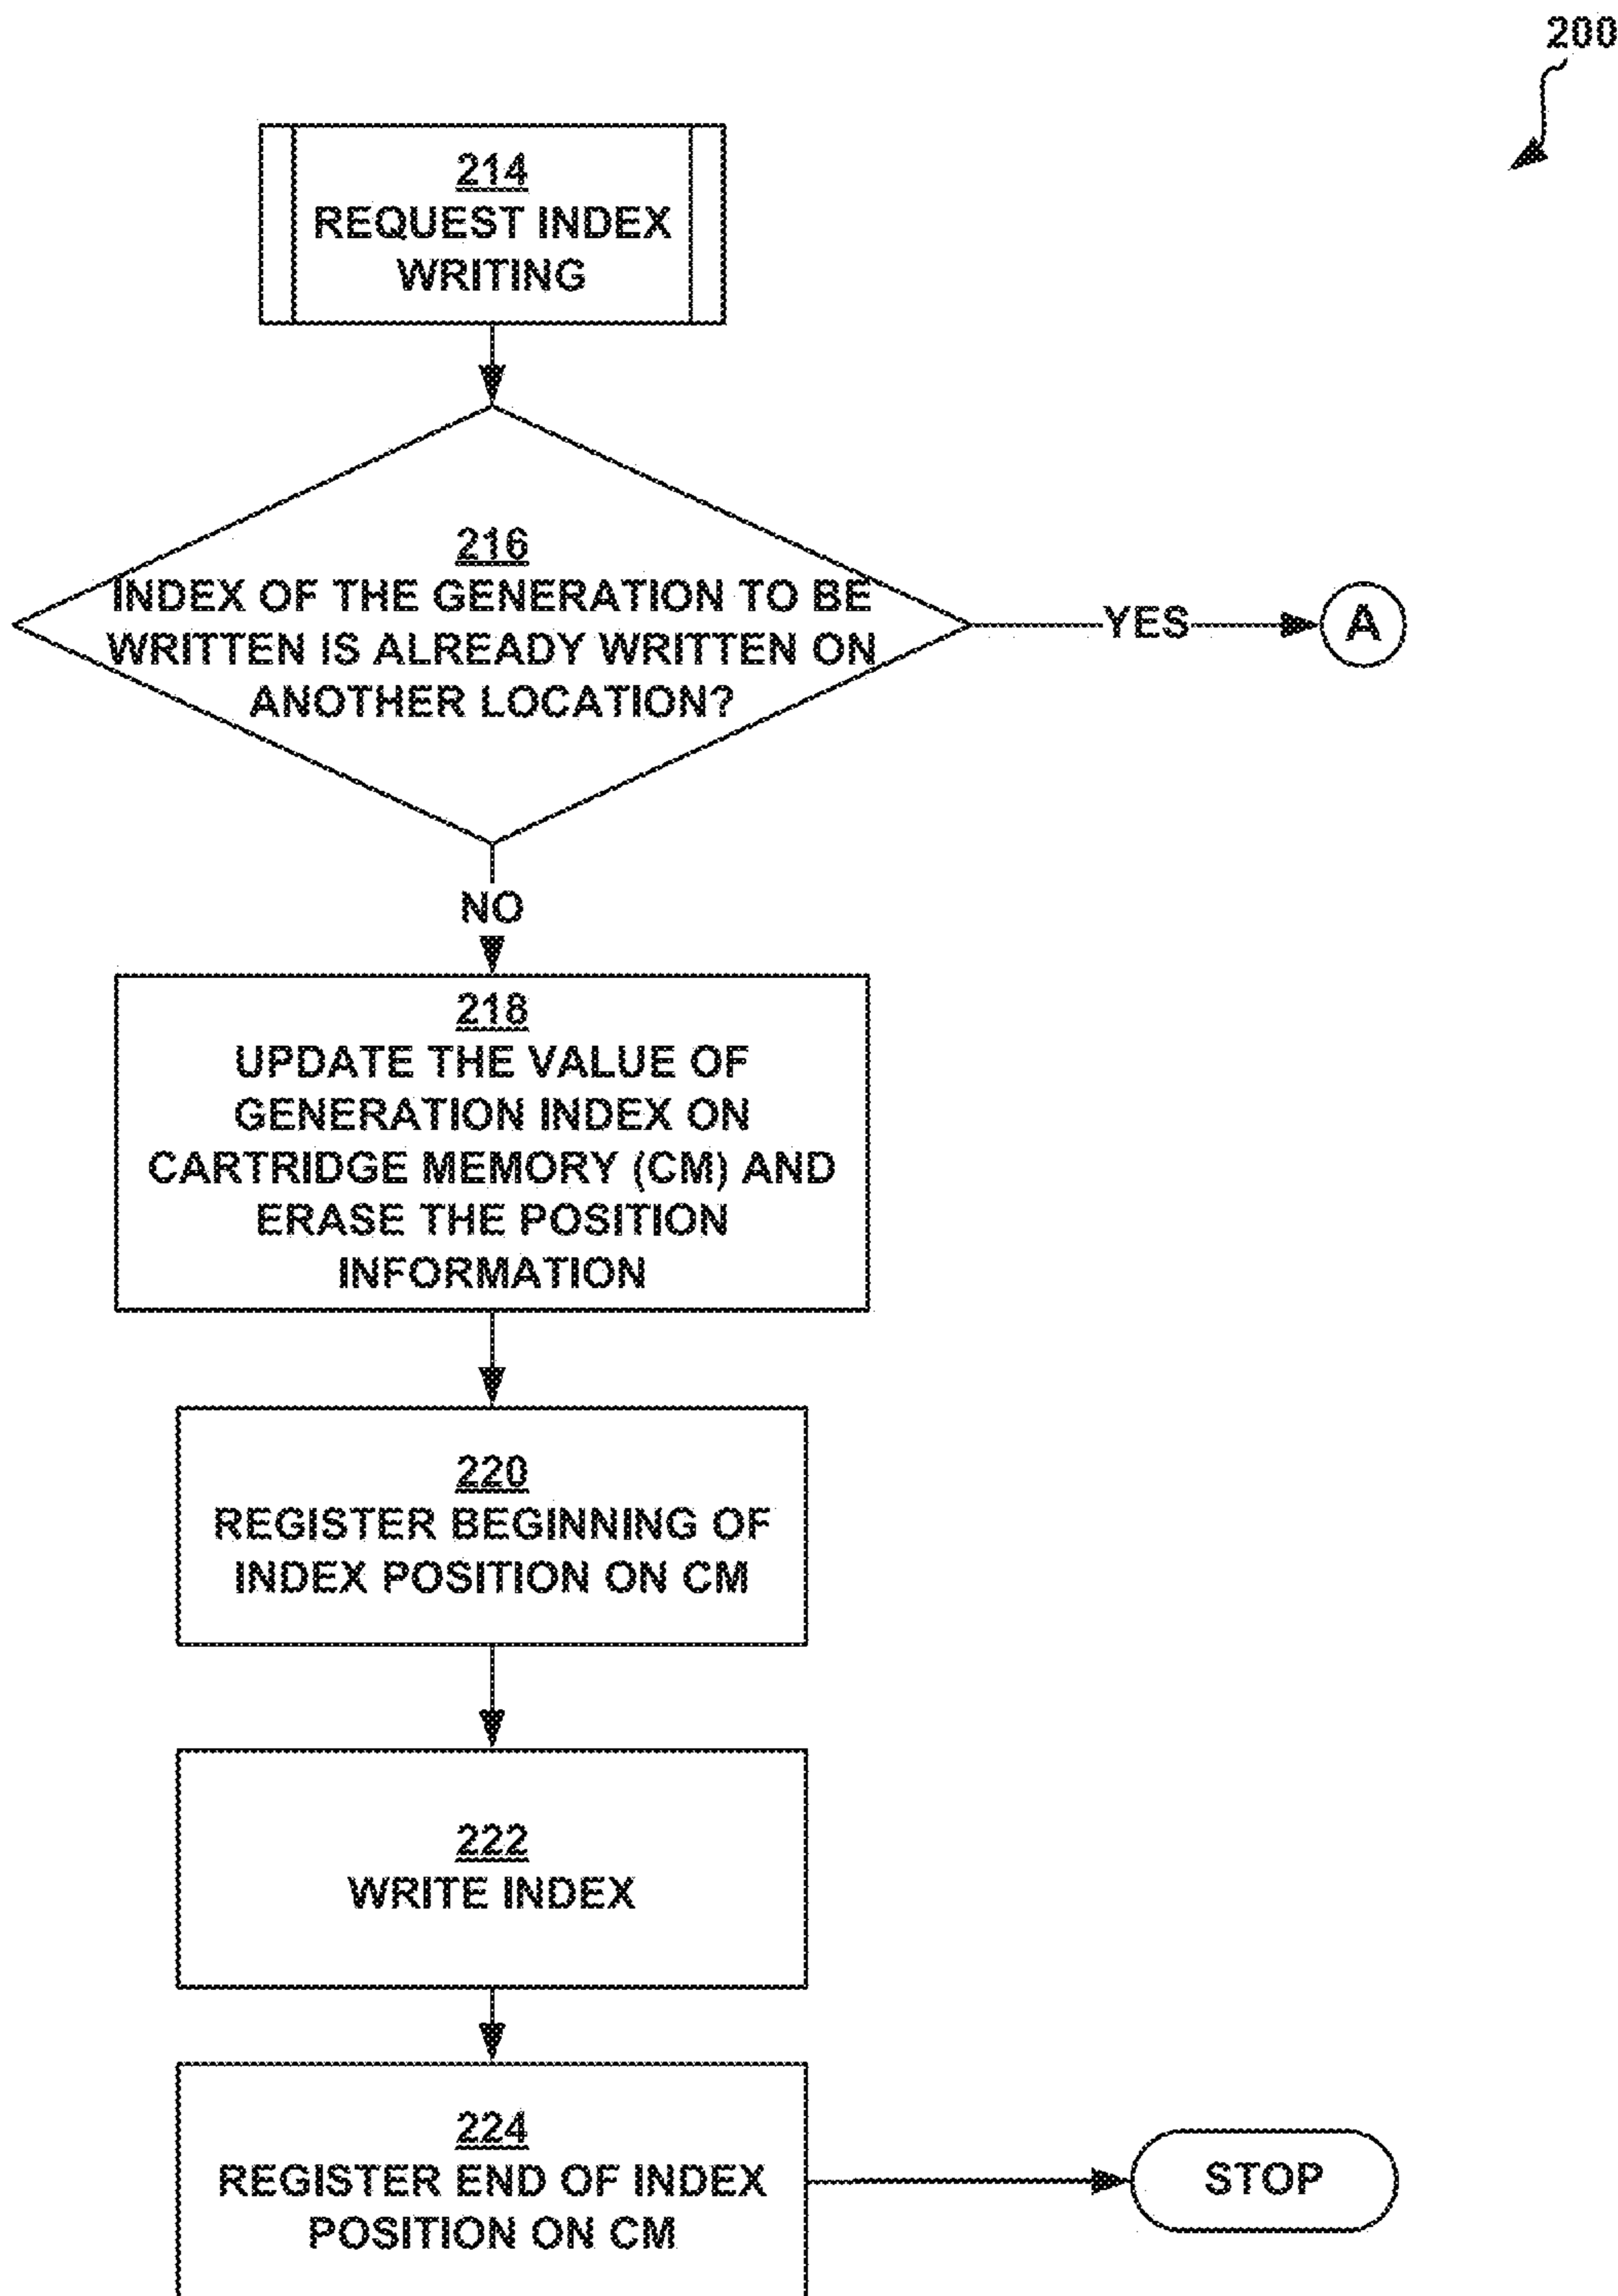 200
214
REQUEST INDEX
WRITING
216
INDEX OF THE GENERATION TO BE
WRITTEN IS ALREADY WRITTEN ON
ANOTHER LOCATION?
YES
A
NO
218
UPDATE THE VALUE OF
GENERATION INDEX ON
CARTRIDGE MEMORY (CM) AND
ERASE THE POSITION
INFORMATION
220
REGISTER BEGINNING OF
INDEX POSITION ON CM
222
WRITE INDEX
224
REGISTER END OF INDEX
POSITION ON CM
STOP